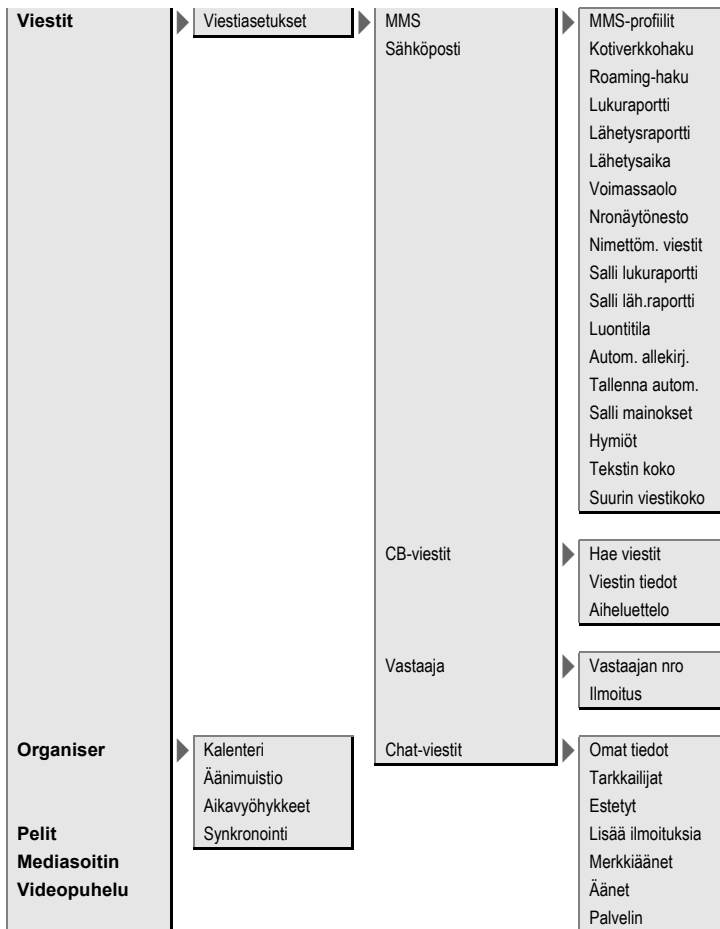 Viestit
Viestiasetukset
MMS
Sähköposti
MMS-profiilit
Kotiverkkohaku
Roaming-haku
Lukuraportti
Lähetysraportti
Lähetysaika
Voimassaolo
Nronäytönesto
Nimettöm. viestit
Salli lukuraportti
Salli läh.raportti
Luontitila
Autom. allekirj.
Tallenna autom.
Salli mainokset
Hymiöt
Tekstin koko
Suurin viestikoko
CB-viestit
Hae viestit
Viestin tiedot
Aiheluettelo
Vastaaja
Vastaajan nro
Ilmoitus
Chat-viestit
Omat tiedot
Tarkkailijat
Estetyt
Lisää ilmoituksia
Merkkiäänet
Äänet
Palvelin
Organiser
Kalenteri
Äänimuistio
Aikavyöhykkeet
Synkronointi
Pelit
Mediasoitin
Videopuhelu